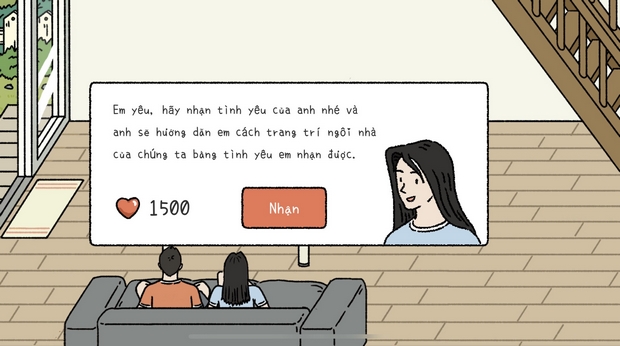 Em yêu, hãy nhận tình yêu của anh nhé và
anh sẽ hướng dẫn em cách trang trí ngôi nhà
của chúng ta bằng tình yêu em nhận được.
1500
Nhận